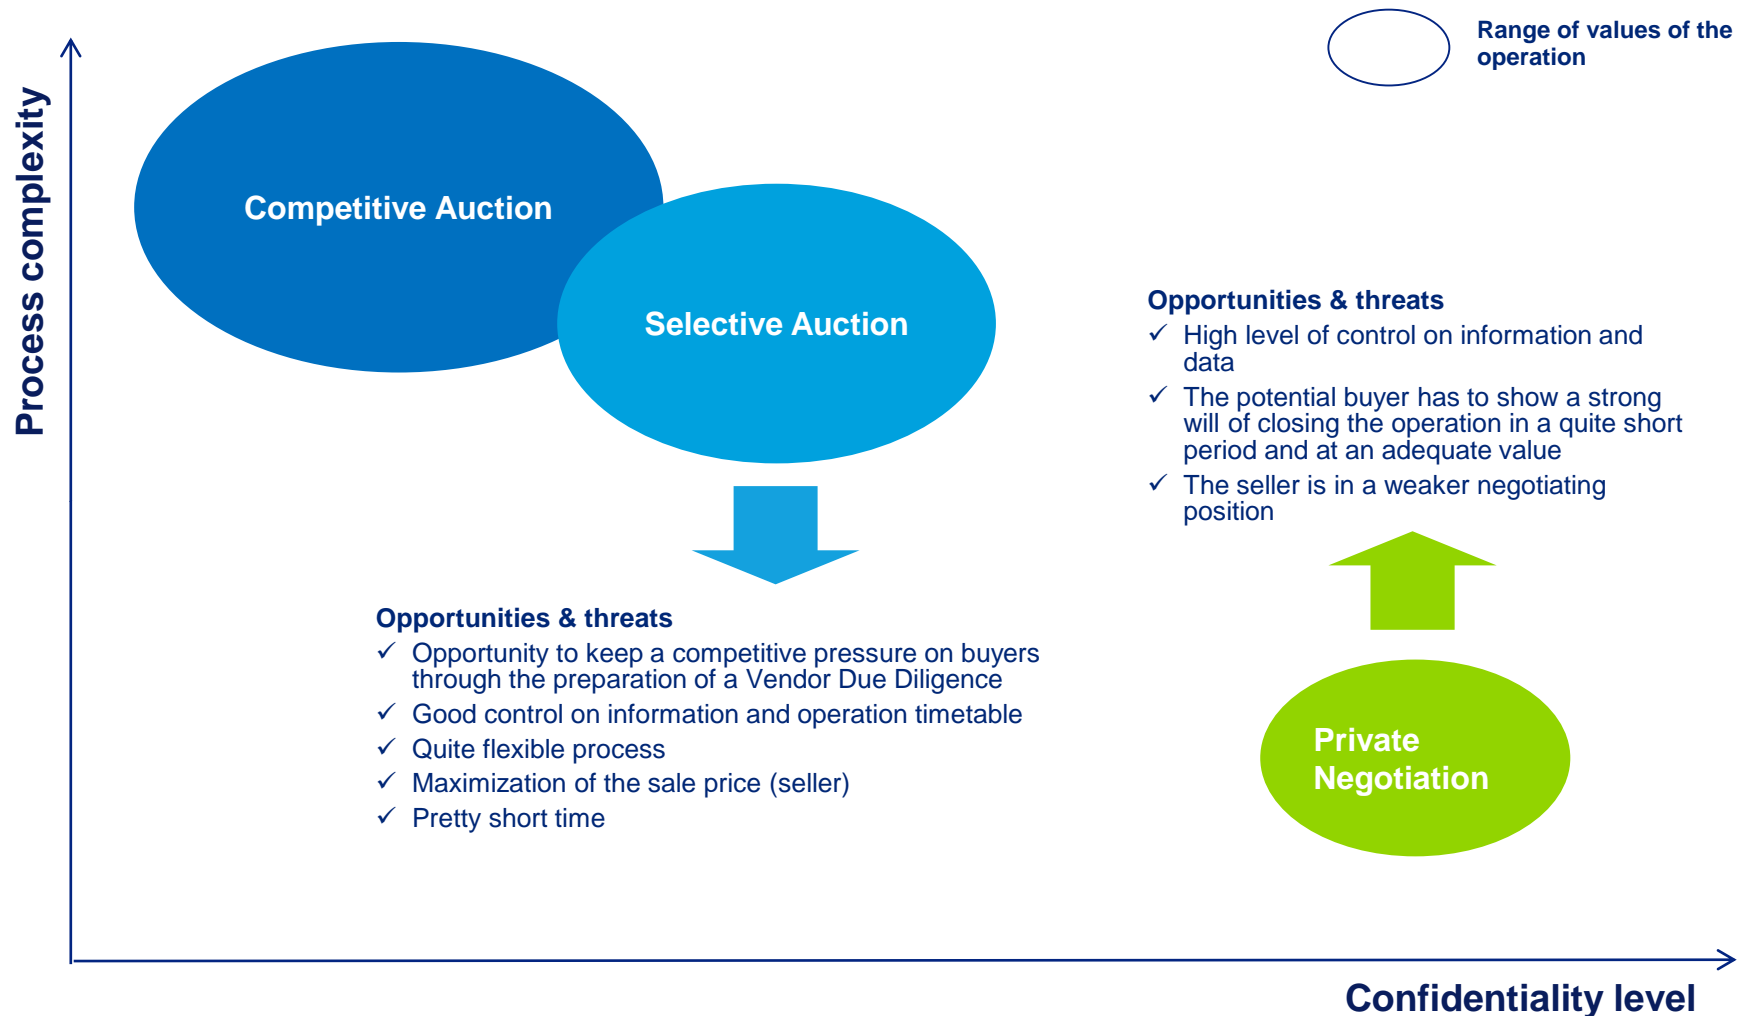 Range of values of the
operation
Process complexity
Competitive Auction
Selective Auction
Opportunities & threats
✓ High level of control on information and
data
✓ The potential buyer has to show a strong
will of closing the operation in a quite short
period and at an adequate value
✓ The seller is in a weaker negotiating
position
Opportunities & threats
✓ Opportunity to keep a competitive pressure on buyers
through the preparation of a Vendor Due Diligence
✓ Good control on information and operation timetable
✓ Quite flexible process
✓ Maximization of the sale price (seller)
✓ Pretty short time
Private
Negotiation
Confidentiality level